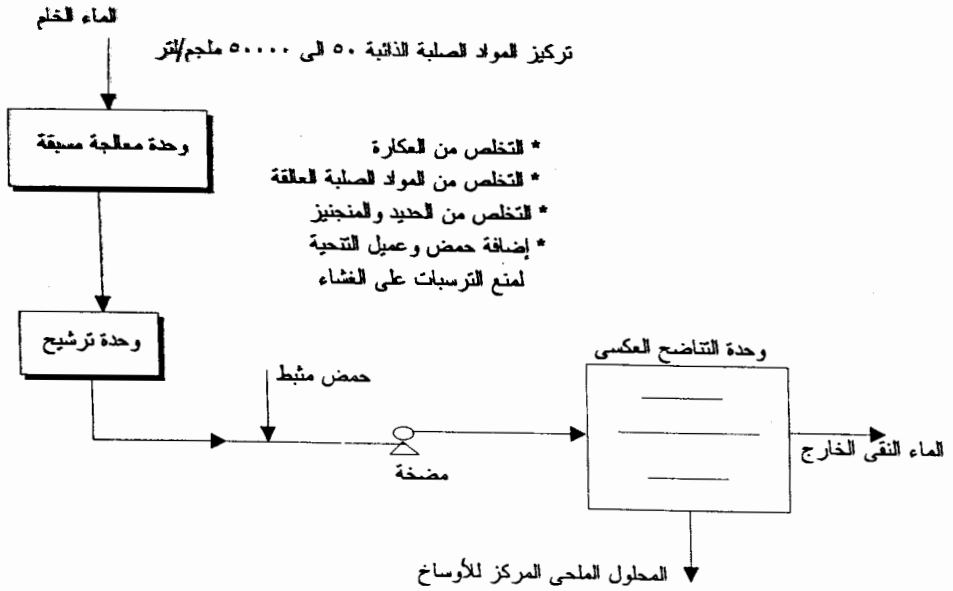 الماء الخام
تركيز المواد الصلبة الذائبة ٥٠ الى ٥٠٠٠٠ ملجم/لتر
وحدة معالجة مسبقة
* التخلص من العكارة
* التخلص من المواد الصلبة العالقة
* التخلص من الحديد والمنجنيز
* إضافة حمض وعميل التنحية
لمنع الترسبات على الغشاء
وحدة ترشيح
حمض مثبط
مضخة
وحدة التناضح العكسى
الماء النقى الخارج
المحلول الملحى المركز للأوساخ